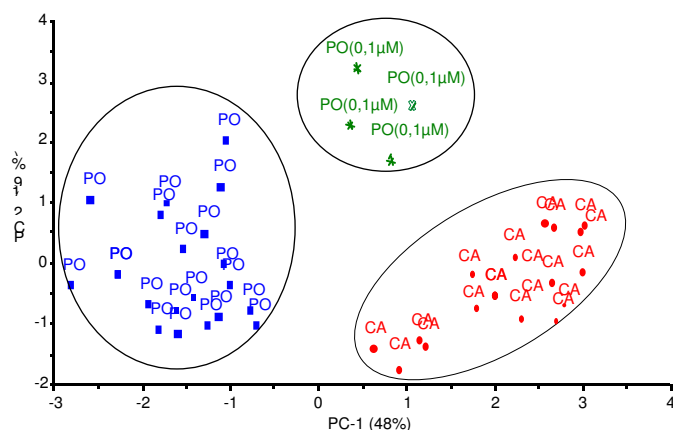 4
PO(0,1µM)
PO(0,1µM)
3
PO(0,1µM)
PO(0,1µM)
2
PO
PO
PO PO
PO
1
CA CA CA
PO CA
PO
CA CA
PO PO CA CA
0
PO PO
PO CA CA
PO PO CA CA
PO PO PO CA CA
-1
PO CA CA
CA
CA
-2
-3 -2 -1 0 1 2 3 4
PC-1 (48%)